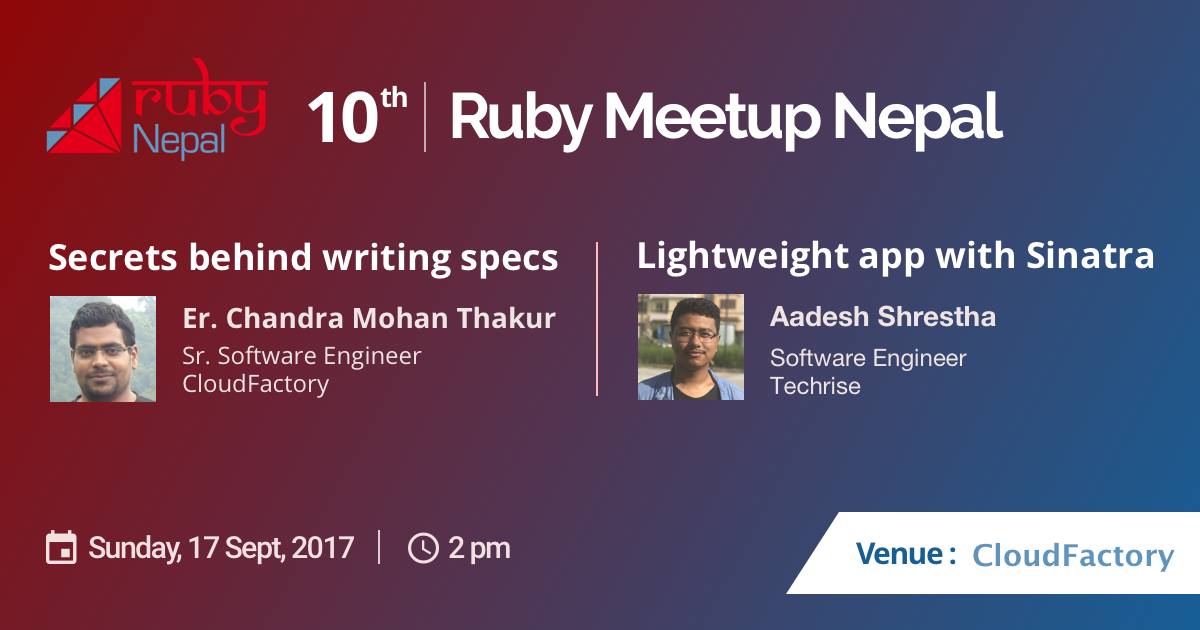 ruby
Nepal
10th
Ruby Meetup Nepal
Secrets behind writing specs
Er. Chandra Mohan Thakur
Sr. Software Engineer
CloudFactory
Lightweight app with Sinatra
Aadesh Shrestha
Software Engineer
Techrise
Sunday, 17 Sept, 2017
2 pm
Venue : CloudFactory